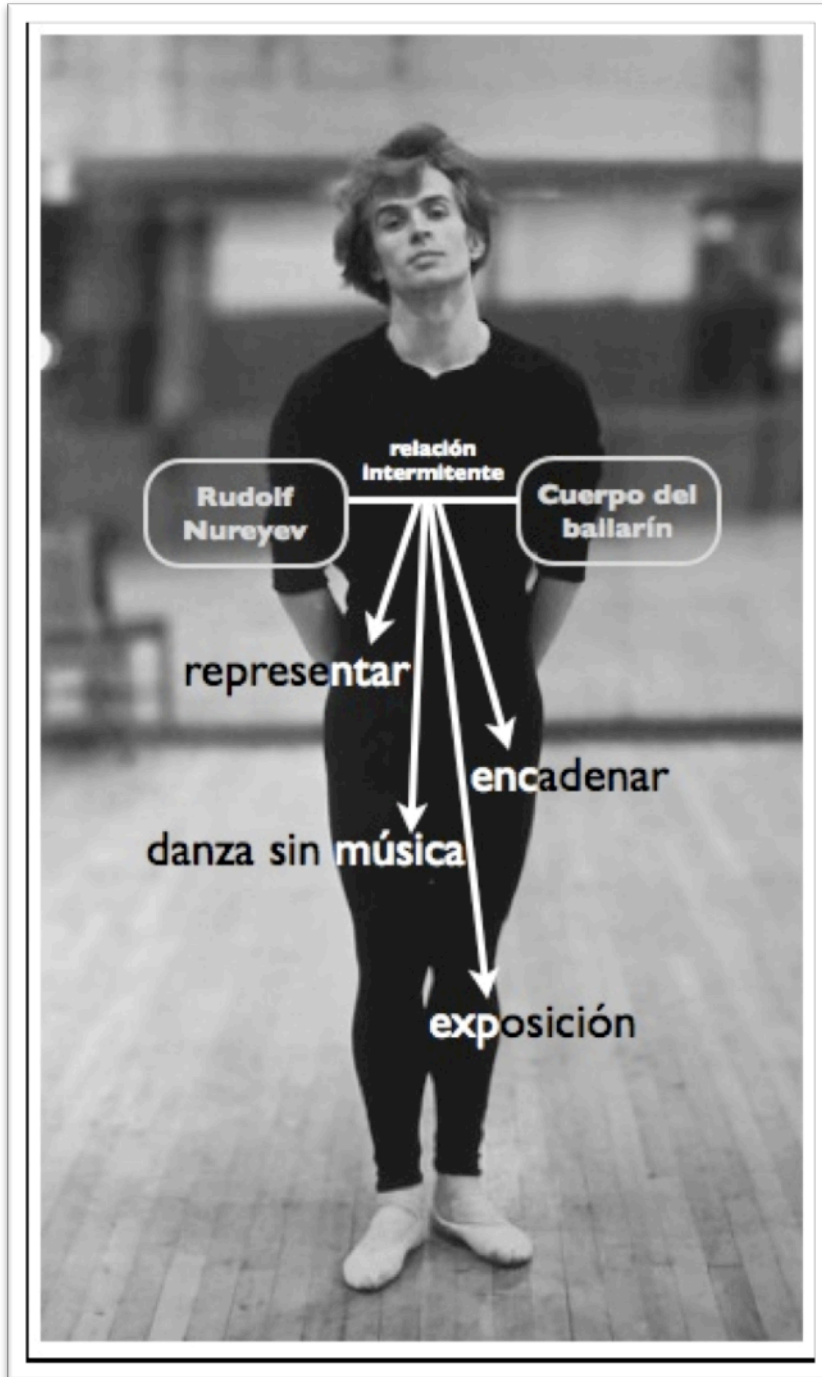 relación
intermitente
Rudolf
Nureyev
Cuerpo del
bailarín
representar
encadenar
danza sin música
exposición